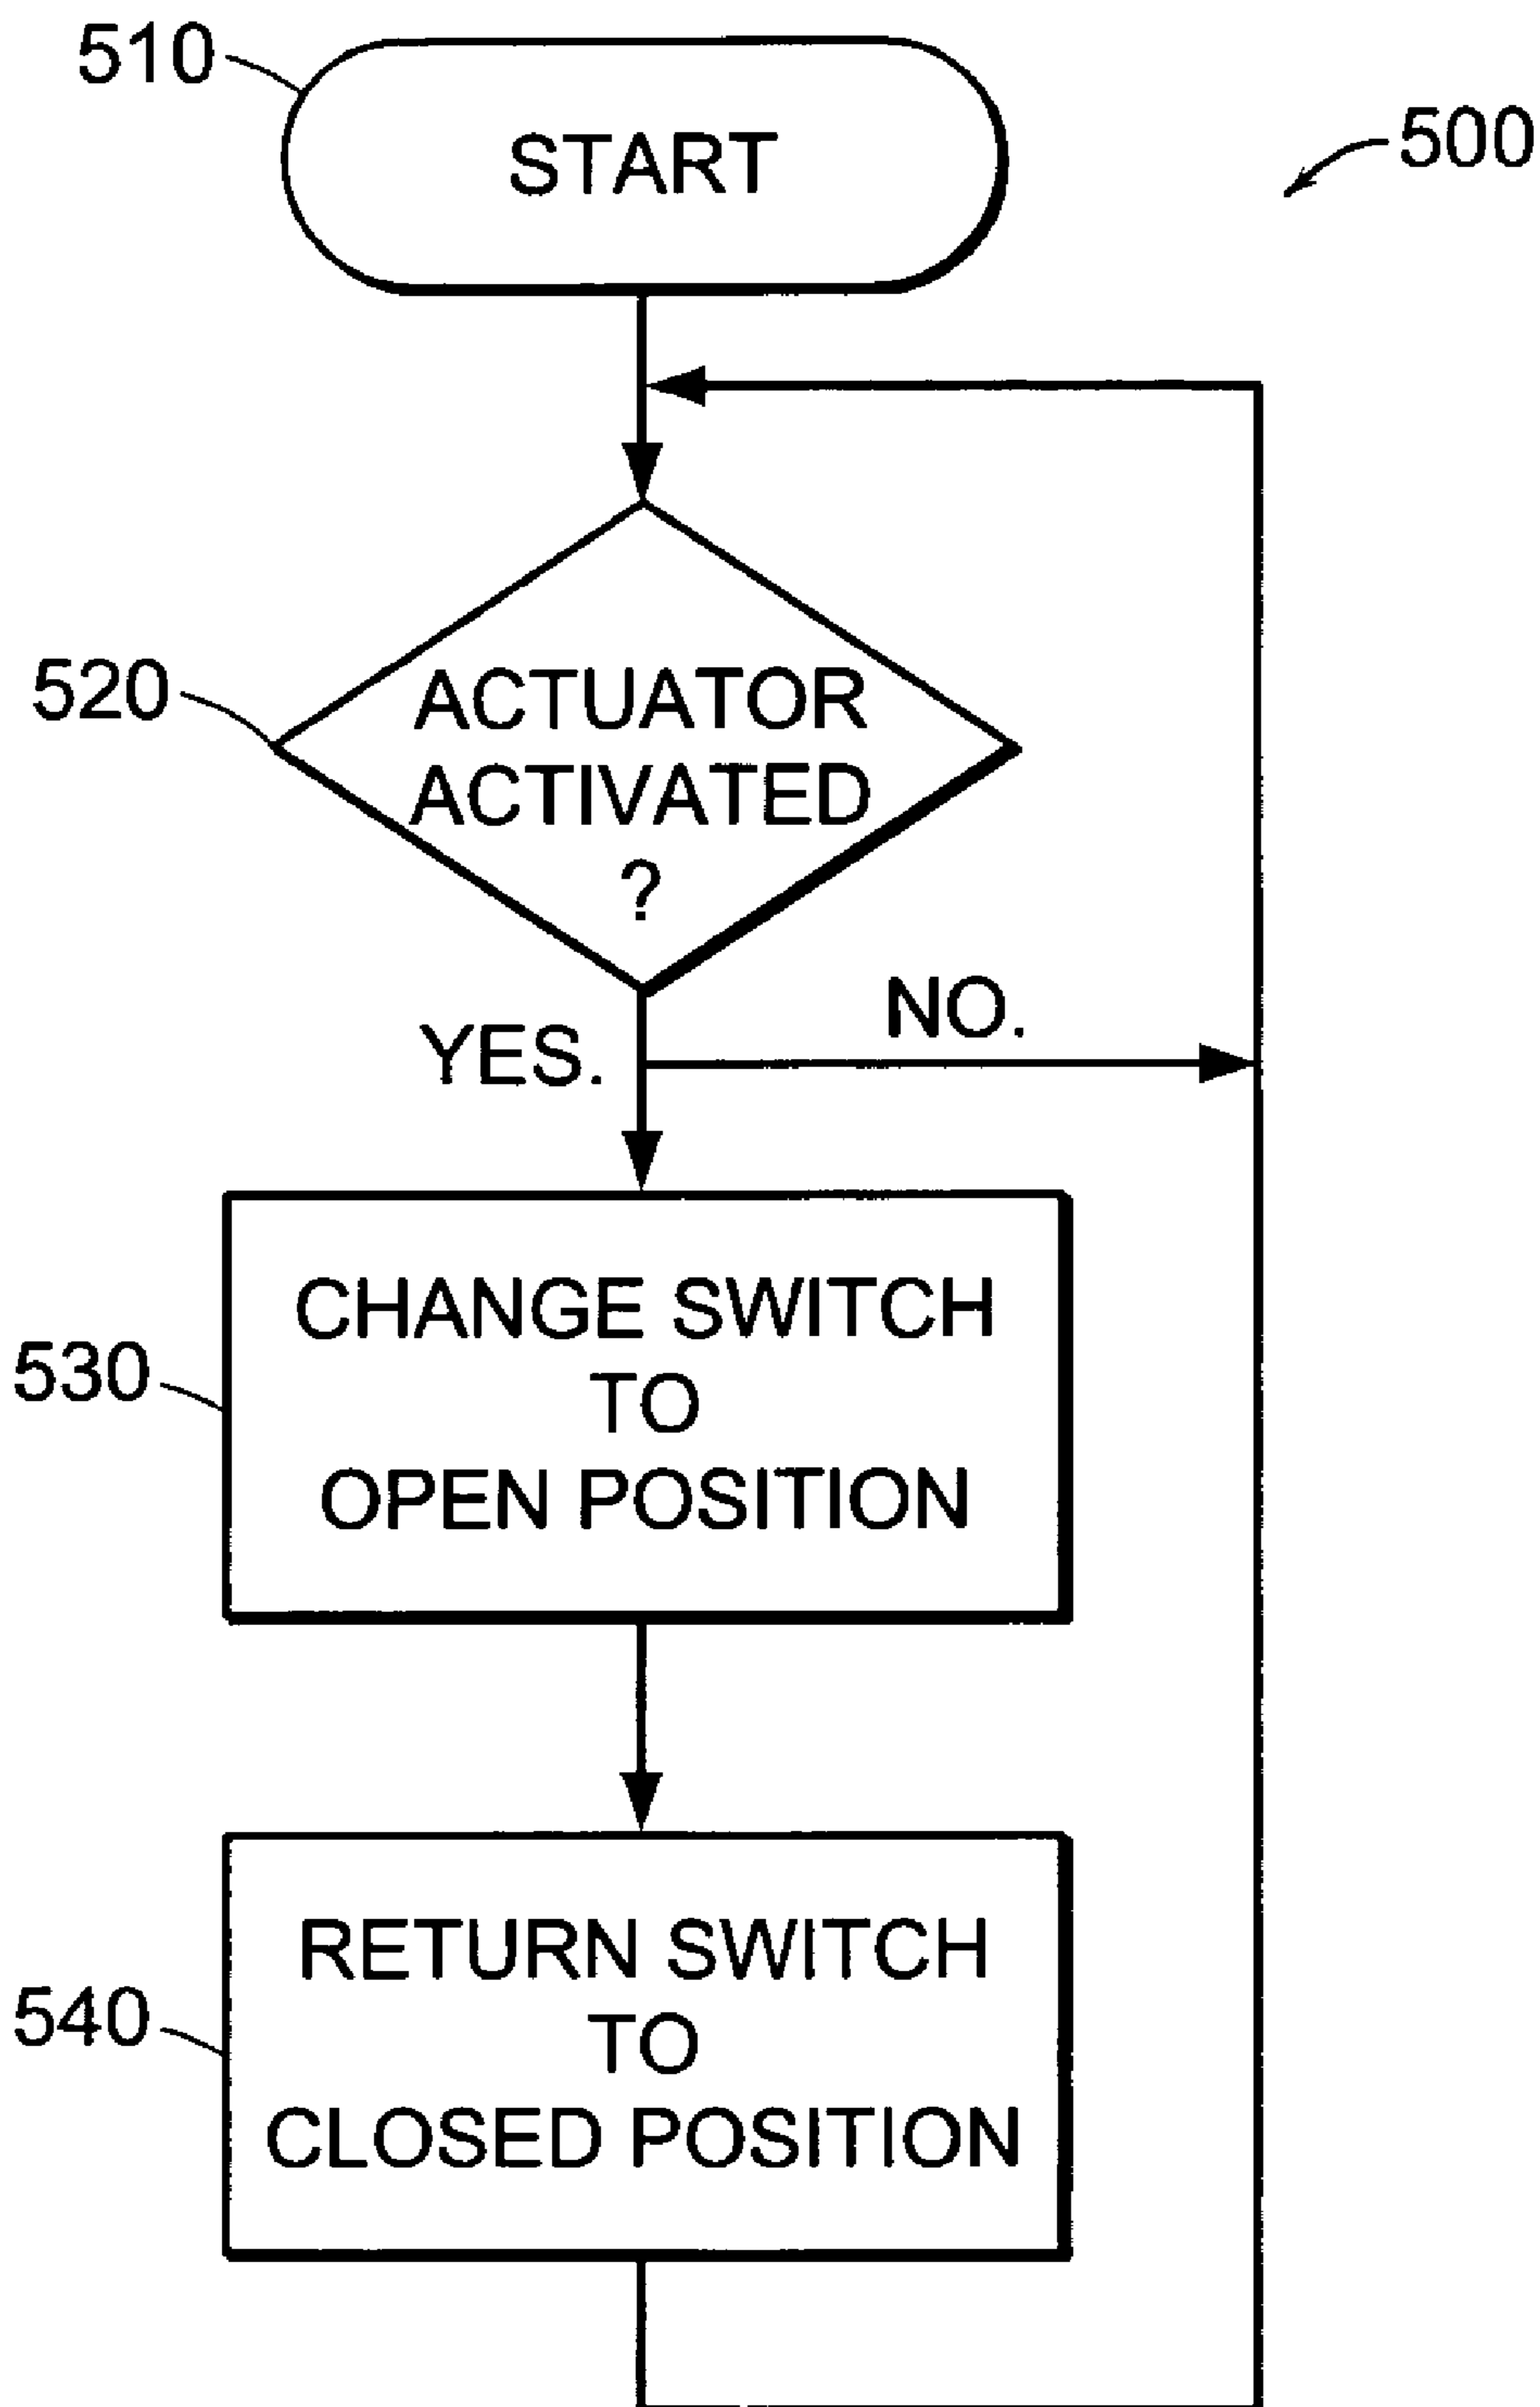 510
START
500
520
ACTUATOR
ACTIVATED
?
YES.
NO.
530
CHANGE SWITCH
TO
OPEN POSITION
540
RETURN SWITCH
TO
CLOSED POSITION